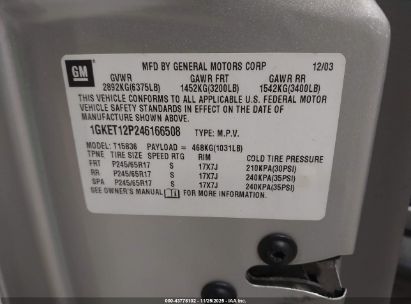 GM
MFD BY GENERAL MOTORS CORP 12/03
GVWR GAWR FRT GAWR RR
2892KG(6375LB) 1452KG(3200LB) 1542KG(3400LB)
THIS VEHICLE CONFORMS TO ALL APPLICABLE U.S. FEDERAL MOTOR
VEHICLE SAFETY STANDARDS IN EFFECT ON THE DATE OF
MANUFACTURE SHOWN ABOVE.
1GKET12P246166508 TYPE: M.P.V.
MODEL: T15836 PAYLOAD = 468KG(1031LB)
TPNE TIRE SIZE SPEED RTG RIM COLD TIRE PRESSURE
FRT P245/65R17 S 17X7J 210KPA(30PSI)
RR P245/65R17 S 17X7J 240KPA(35PSI)
SPA P245/65R17 S 17X7J 240KPA(35PSI)
SEE OWNER'S MANUAL FOR MORE INFORMATION.
11/25/2025